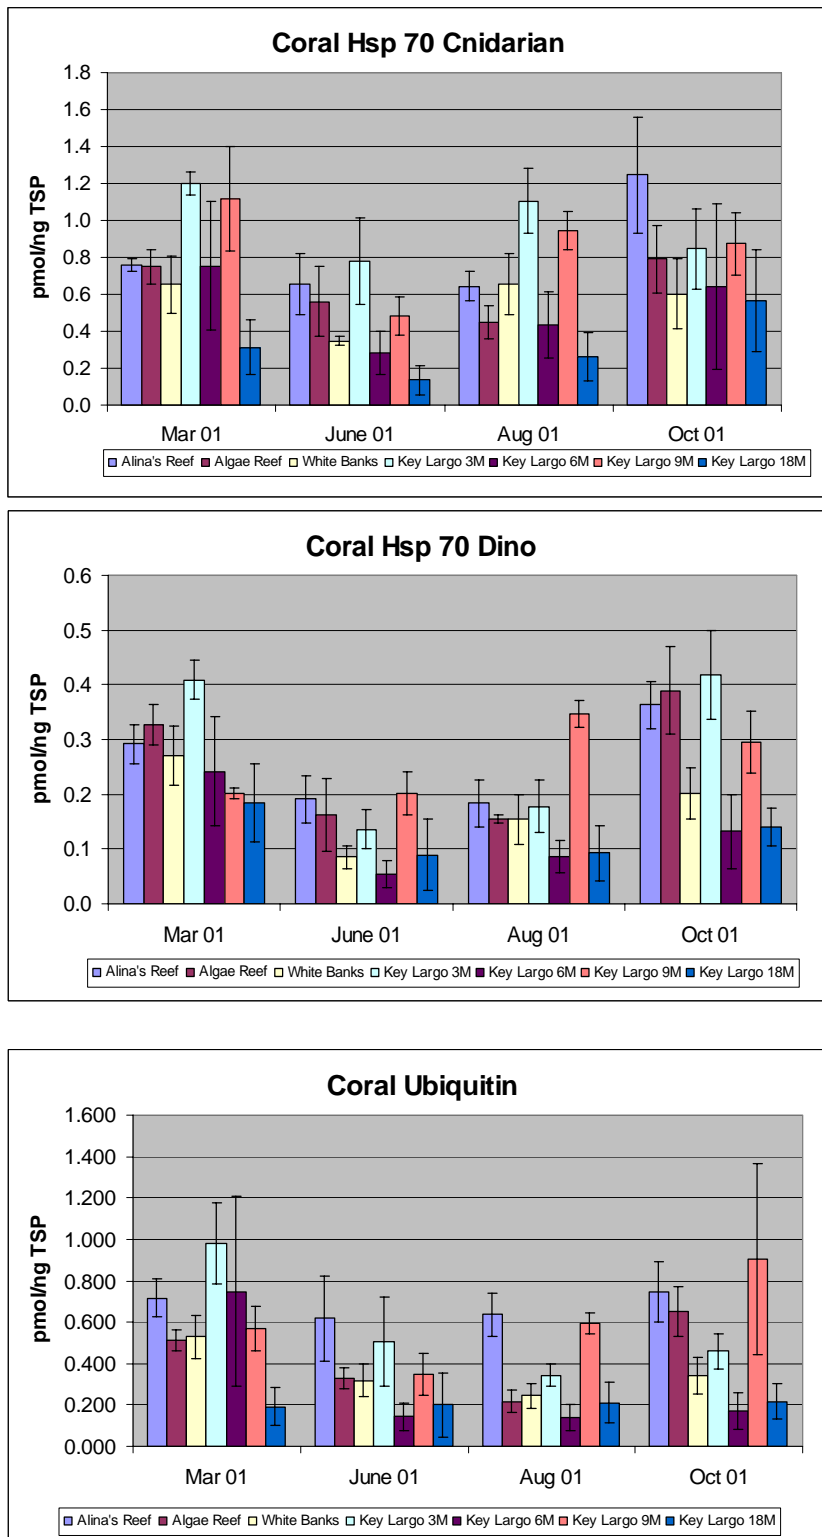 Coral Hsp 70 Cnidarian
pmol/ng TSP
1.8
1.6
1.4
1.2
1.0
0.8
0.6
0.4
0.2
0.0
Mar 01 June 01 Aug 01 Oct 01
Alina's Reef Algae Reef White Banks Key Largo 3M Key Largo 6M Key Largo 9M Key Largo 18M
Coral Hsp 70 Dino
pmol/ng TSP
0.6
0.5
0.4
0.3
0.2
0.1
0.0
Mar 01 June 01 Aug 01 Oct 01
Alina's Reef Algae Reef White Banks Key Largo 3M Key Largo 6M Key Largo 9M Key Largo 18M
Coral Ubiquitin
pmol/ng TSP
1.600
1.400
1.200
1.000
0.800
0.600
0.400
0.200
0.000
Mar 01 June 01 Aug 01 Oct 01
Alina's Reef Algae Reef White Banks Key Largo 3M Key Largo 6M Key Largo 9M Key Largo 18M